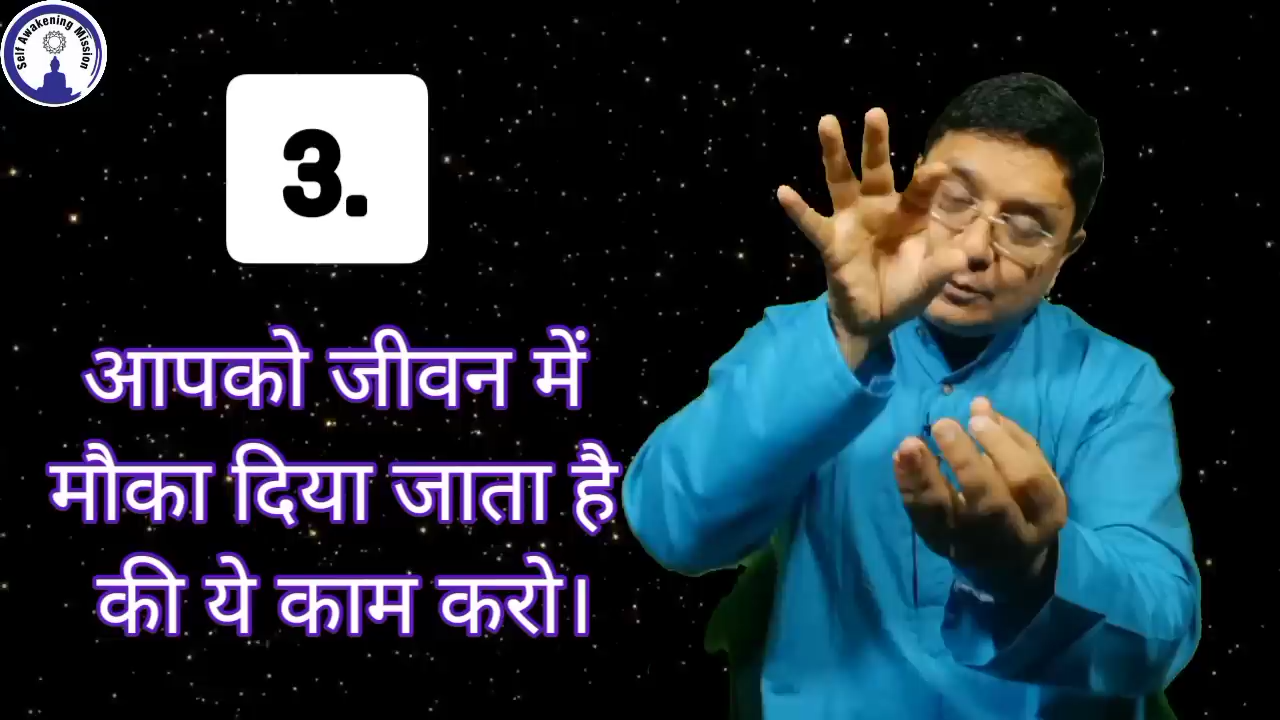 Self Awakening Mission
3.
आपको जीवन में
मौका दिया जाता है
की ये काम करो।